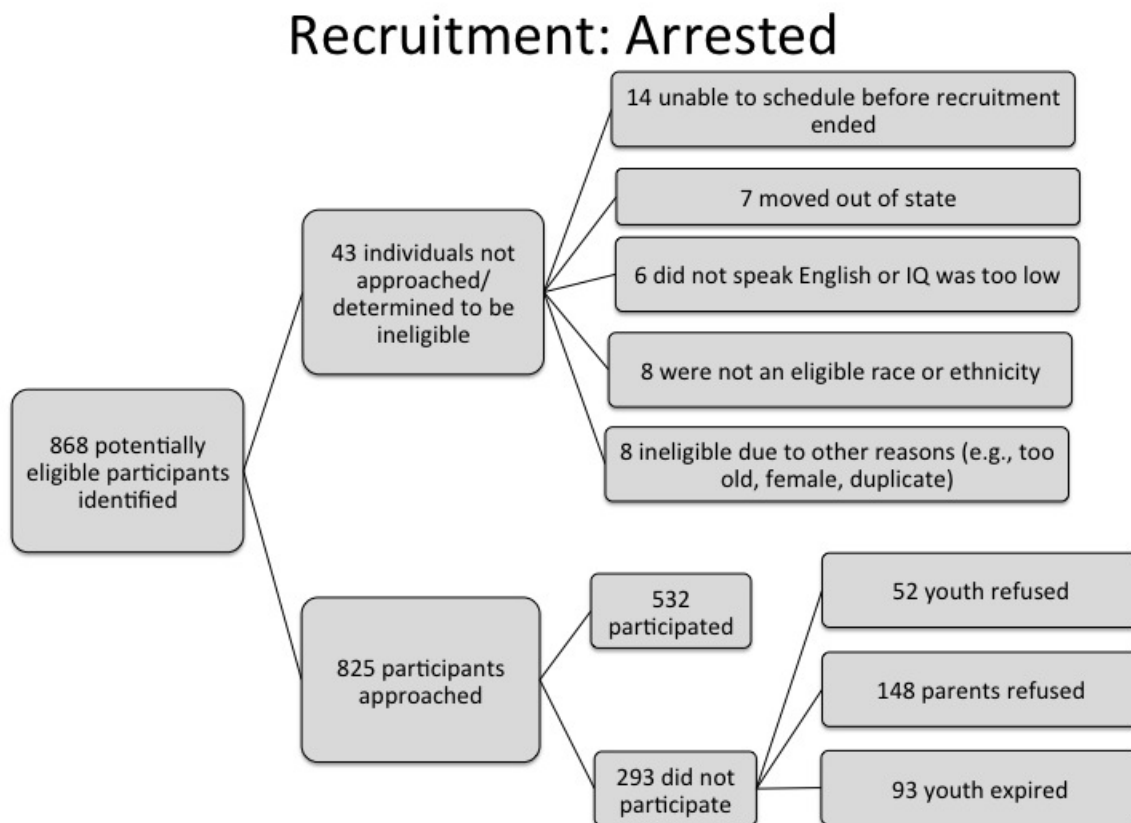 Recruitment: Arrested
14 unable to schedule before recruitment
ended
7 moved out of state
43 individuals not
approached/
determined to be
ineligible
6 did not speak English or IQ was too low
8 were not an eligible race or ethnicity
868 potentially
eligible participants
identified
8 ineligible due to other reasons (e.g., too
old, female, duplicate)
532
participated
52 youth refused
825 participants
approached
148 parents refused
293 did not
participate
93 youth expired